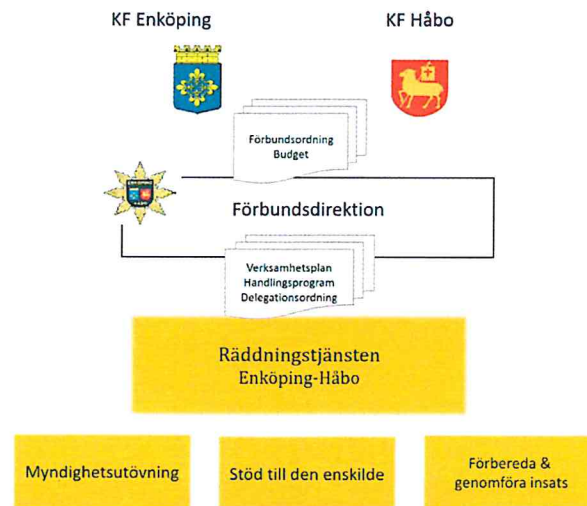 KF Enköping
KF Håbo
Förbundsordning
Budget
Förbundsdirektion
Verksamhetsplan
Handlingsprogram
Delegationsordning
Räddningstjänsten
Enköping-Håbo
Myndighetsutövning
Stöd till den enskilde
Förbereda &
genomföra insats